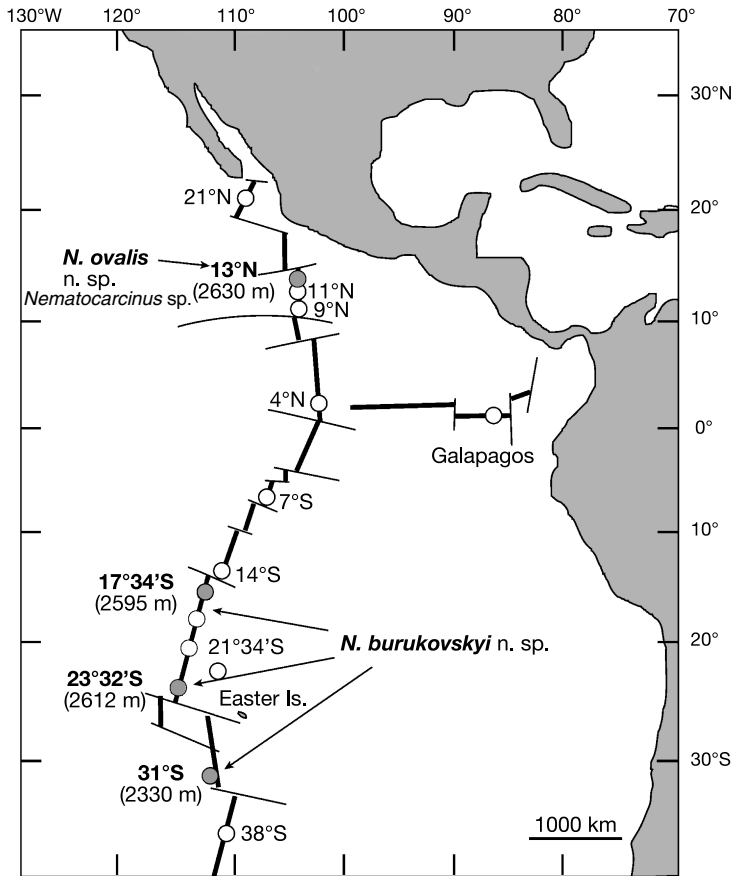 130°W 120° 110° 100° 90° 80° 70°
30°N
21°N
20°
N. ovalis
n. sp.
Nematocarcinus sp.
13°N
(2630 m)
11°N
9°N
10°
4°N
0°
Galapagos
7°S
10°
14°S
17°34'S
(2595 m)
21°34'S
N. burukovskyi n. sp.
20°
23°32'S
(2612 m)
Easter Is.
31°S
(2330 m)
30°S
1000 km
38°S